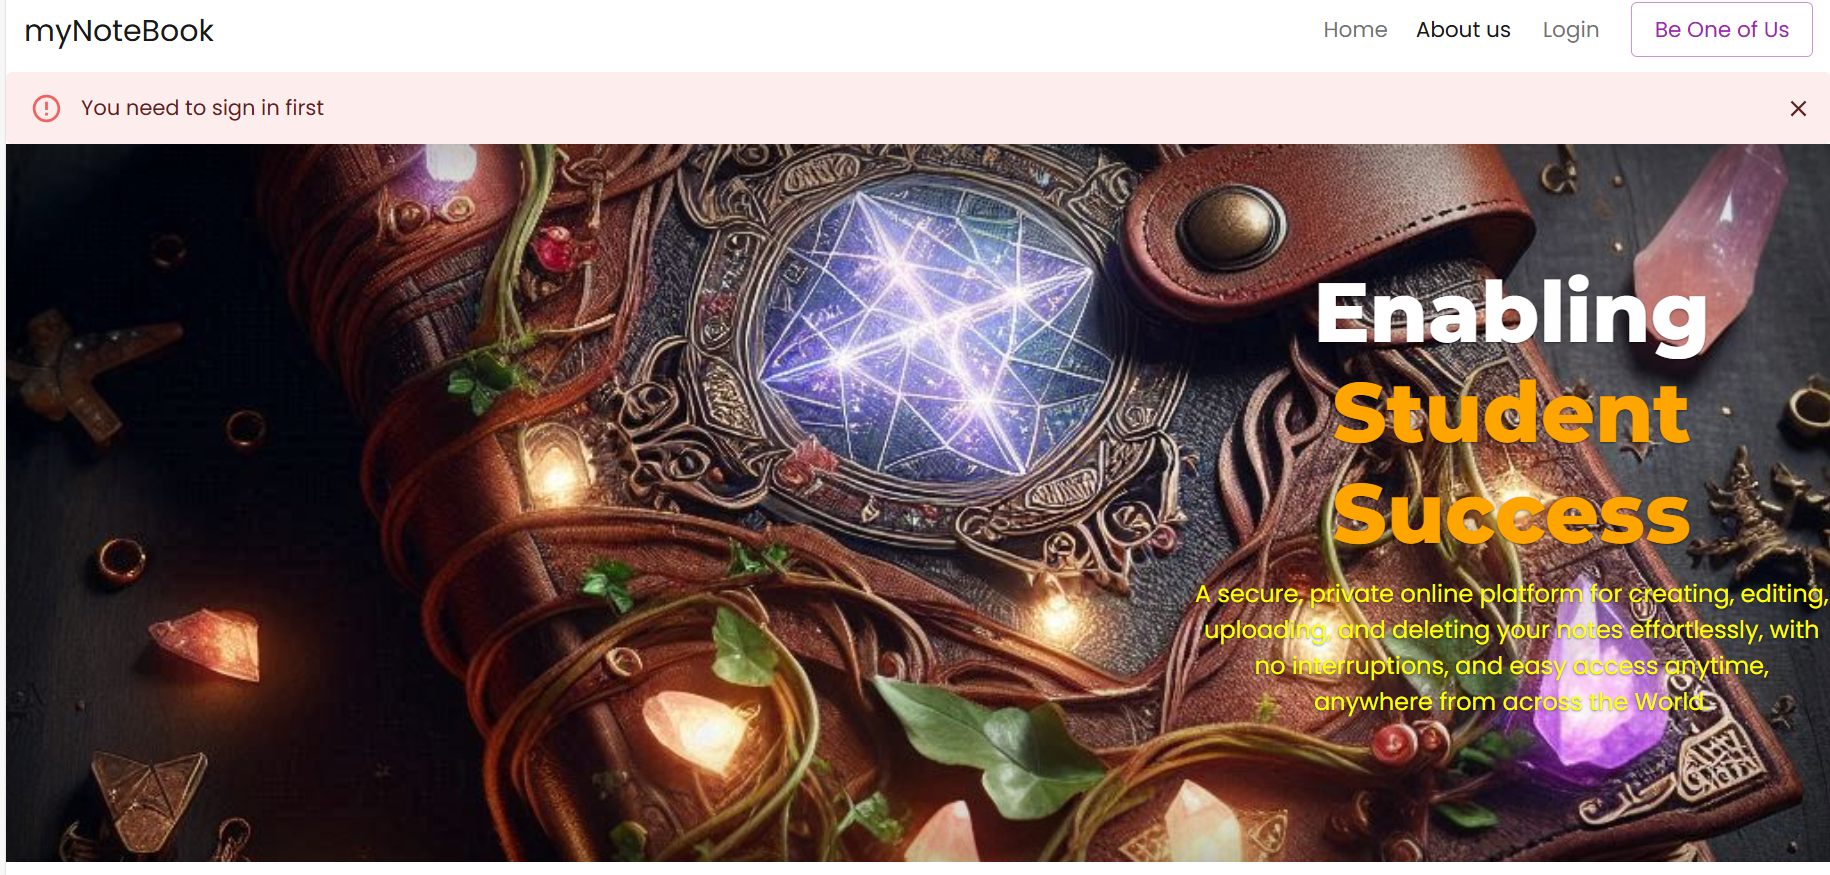 myNoteBook
Home About us Login Be One of Us
You need to sign in first
Enabling
Student
Success
A secure, private online platform for creating, editing,
uploading, and deleting your notes effortlessly, with
no interruptions, and easy access anytime,
anywhere from across the World.